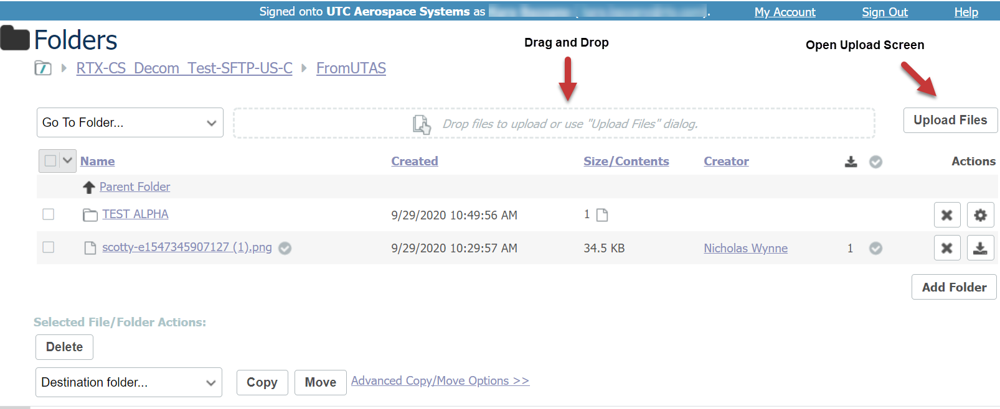 Signed onto UTC Aerospace Systems as
My Account Sign Out Help
Folders
Drag and Drop
Open Upload Screen
RTX-CS_Decom_Test-SFTP-US-C FromUTAS
Go To Folder...
Drop files to upload or use "Upload Files" dialog.
Upload Files
Name Created Size/Contents Creator Actions
Parent Folder
TEST ALPHA 9/29/2020 10:49:56 AM 1
scotty-e1547345907127 (1).png 9/29/2020 10:29:57 AM 34.5 KB Nicholas Wynne 1
Add Folder
Selected File/Folder Actions:
Delete
Destination folder... Copy Move Advanced Copy/Move Options >>